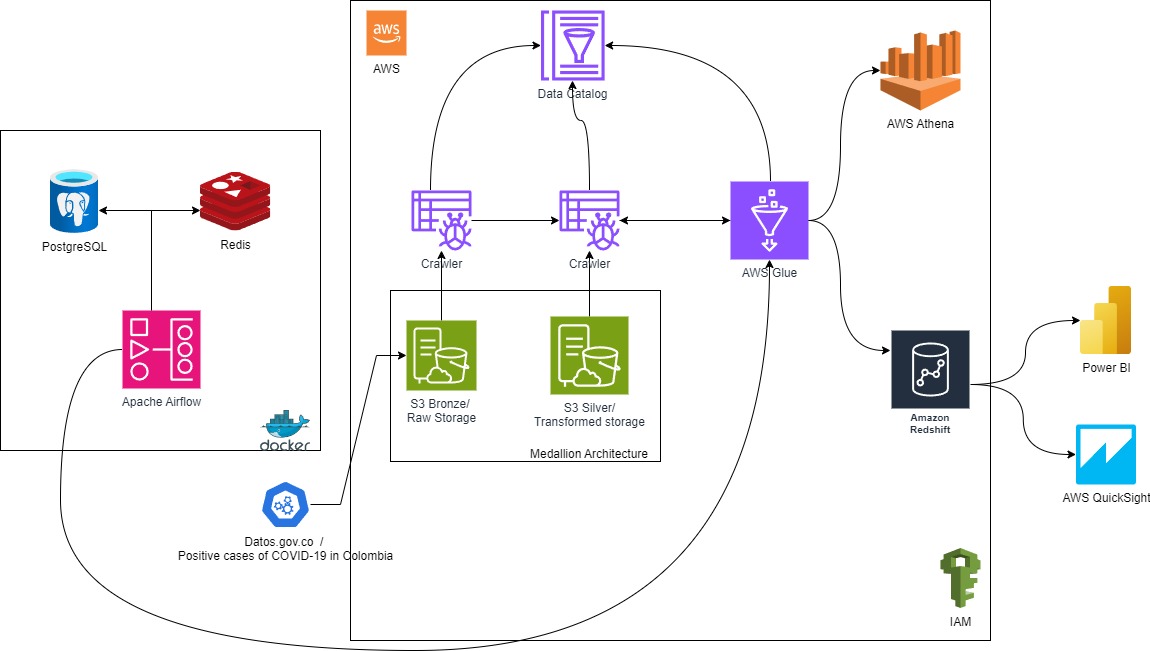 aws
AWS
Data Catalog
AWS Athena
PostgreSQL
Redis
Crawler
Crawler
AWS Glue
Apache Airflow
docker
S3 Bronze/
Raw Storage
S3 Silver/
Transformed storage
Medallion Architecture
Amazon
Redshift
Power BI
AWS QuickSight
Datos.gov.co /
Positive cases of COVID-19 in Colombia
IAM